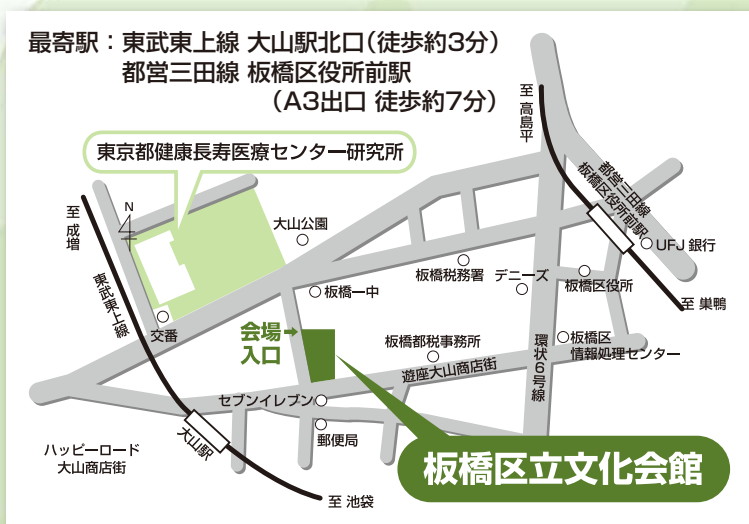 最寄駅：東武東上線 大山駅北口（徒歩約3分）
都営三田線 板橋区役所前駅
（A3出口 徒歩約7分）
至 高島平
東京都健康長寿医療センター研究所
都営三田線
板橋区役所前駅
N
至 成増
大山公園
UFJ 銀行
板橋税務署
デニーズ
板橋区役所
東武東上線
板橋一中
至 巣鴨
交番
会場
入口
板橋都税事務所
環状6号線
板橋区
情報処理センター
遊座大山商店街
セブンイレブン
大山駅
郵便局
ハッピーロード
大山商店街
板橋区立文化会館
至 池袋